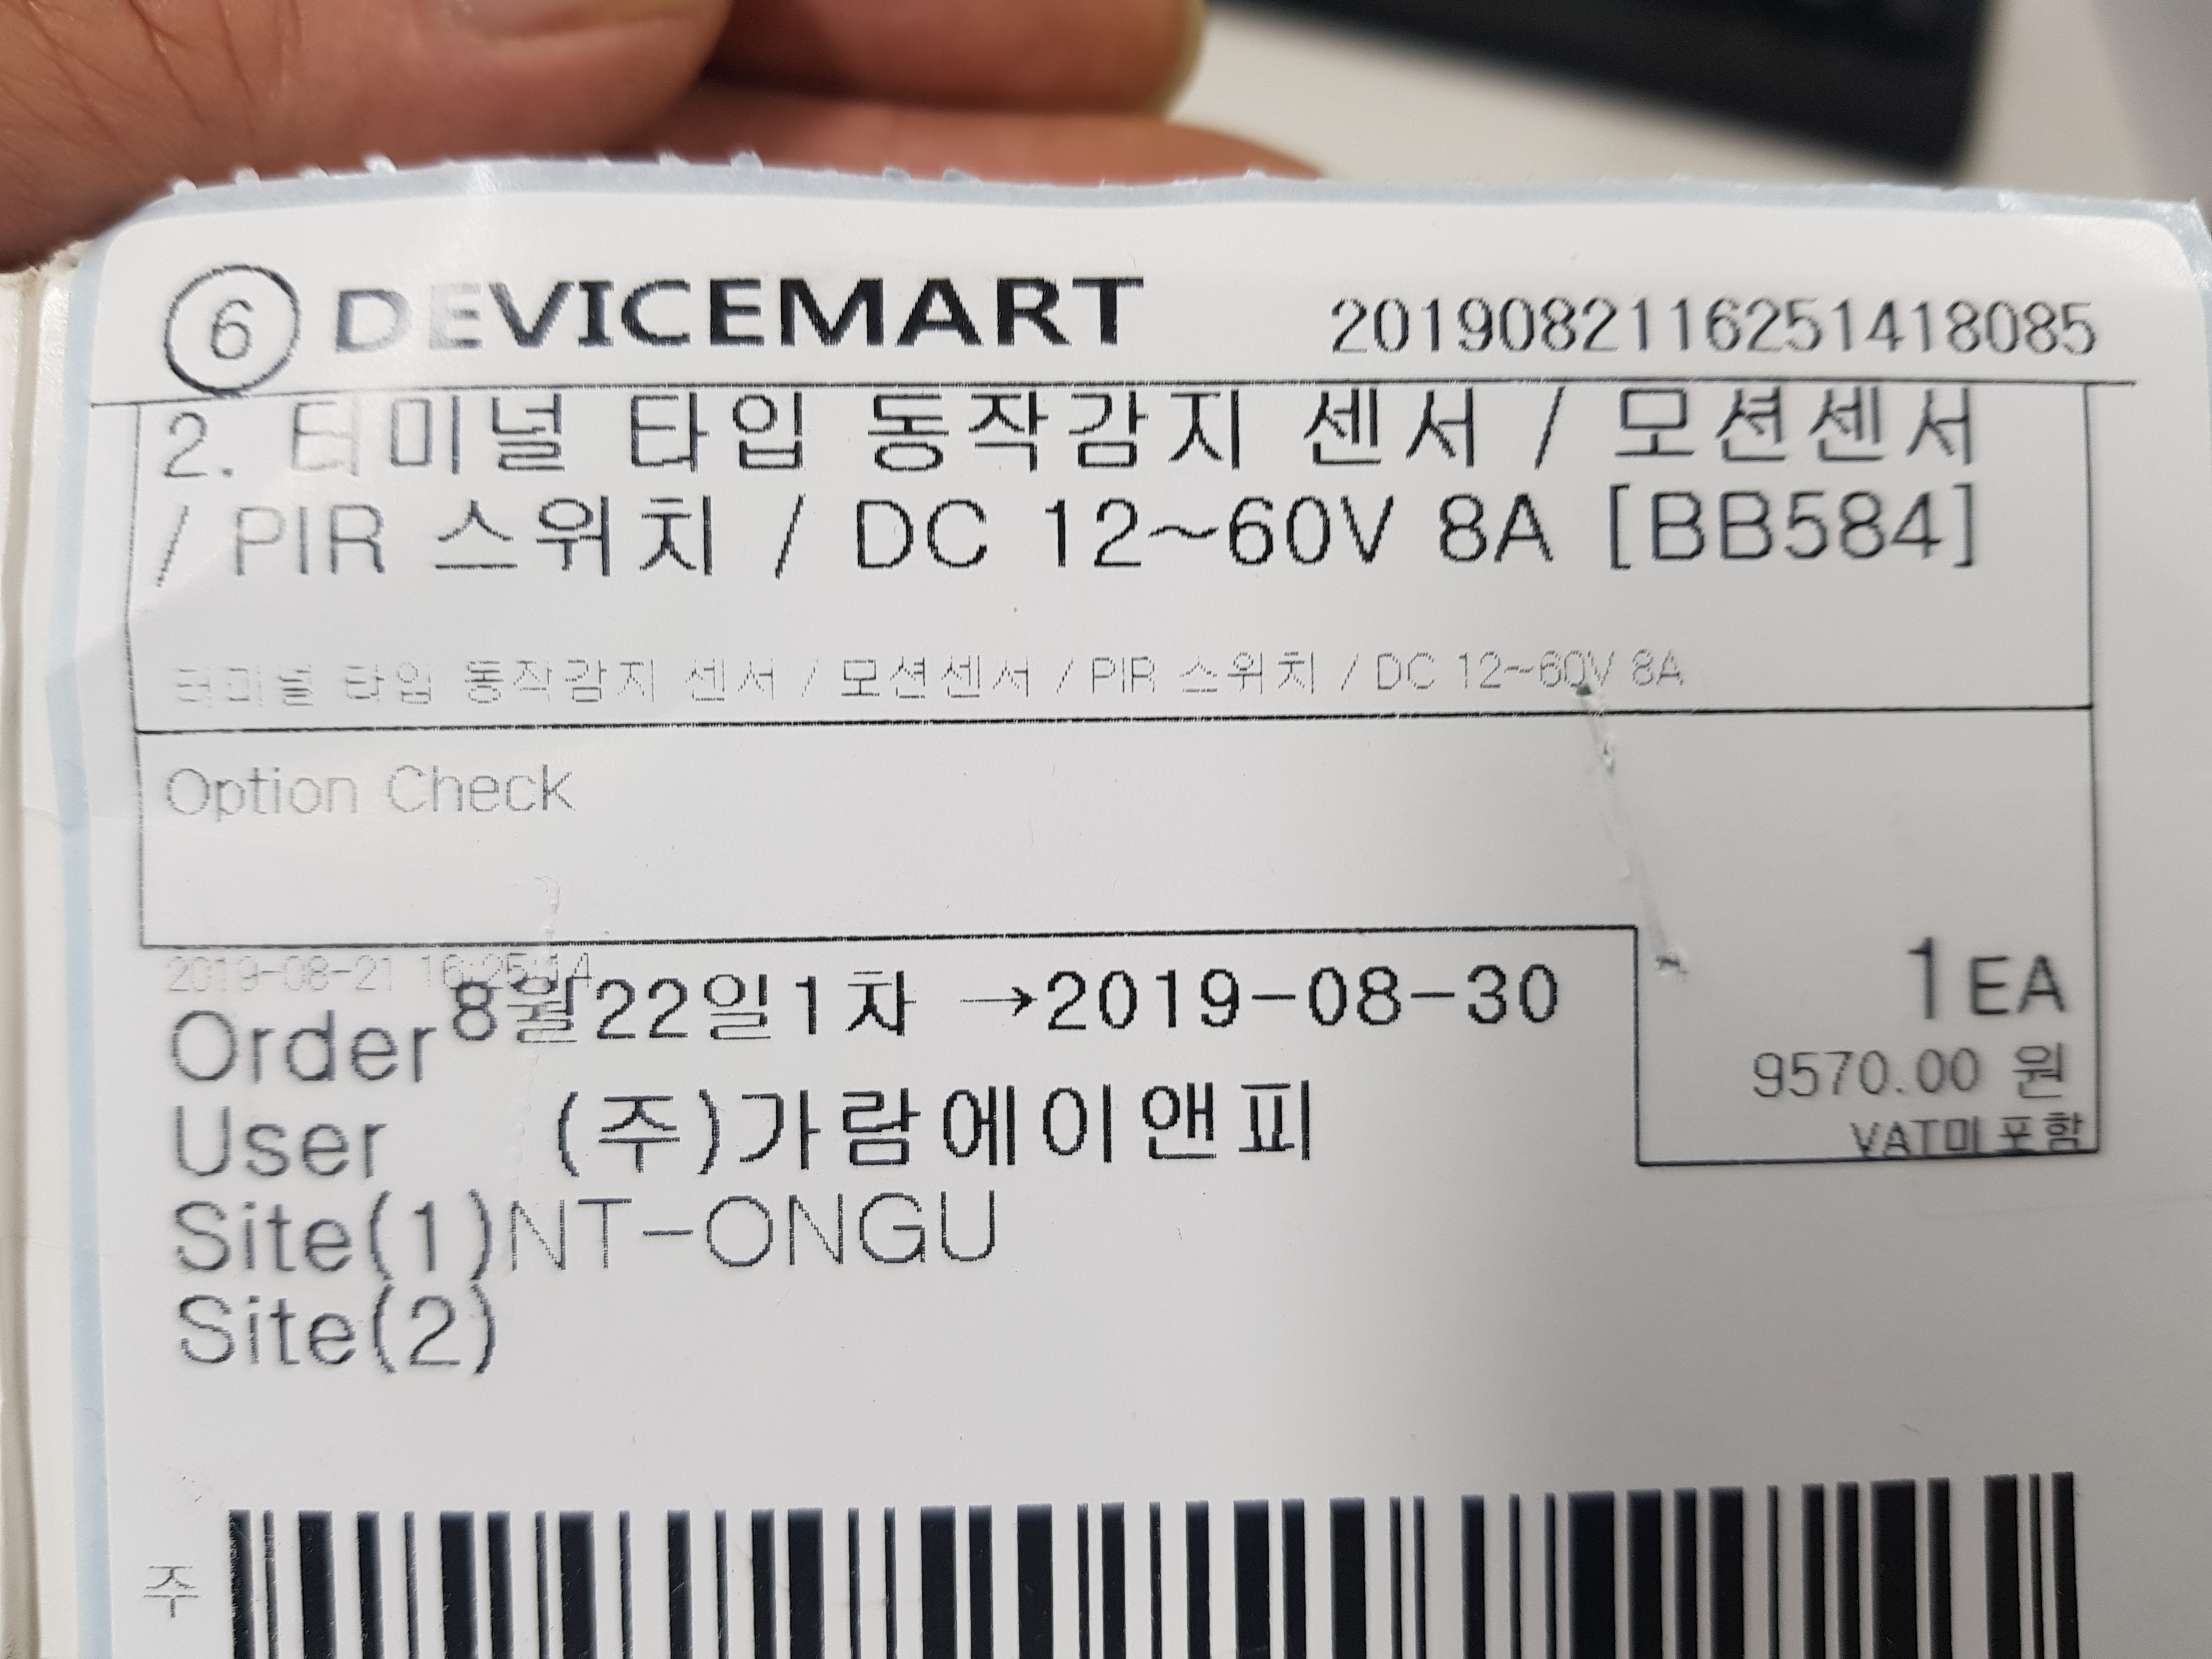 6 DEVICEMART 2019082116251418085
2. 터미널 타입 동작감지 센서 / 모션센서
/ PIR 스위치 / DC 12~60V 8A [BB584]
터미널 타입 동작감지 센서 / 모션센서 / PIR 스위치 / DC 12~60V 8A
Option Check
2019-08-21 16:25:14
Order 8월22일1차 →2019-08-30
1 EA
9570.00 원
VAT미포함
User (주)가람에이앤피
Site(1)NT-ONGU
Site(2)
주